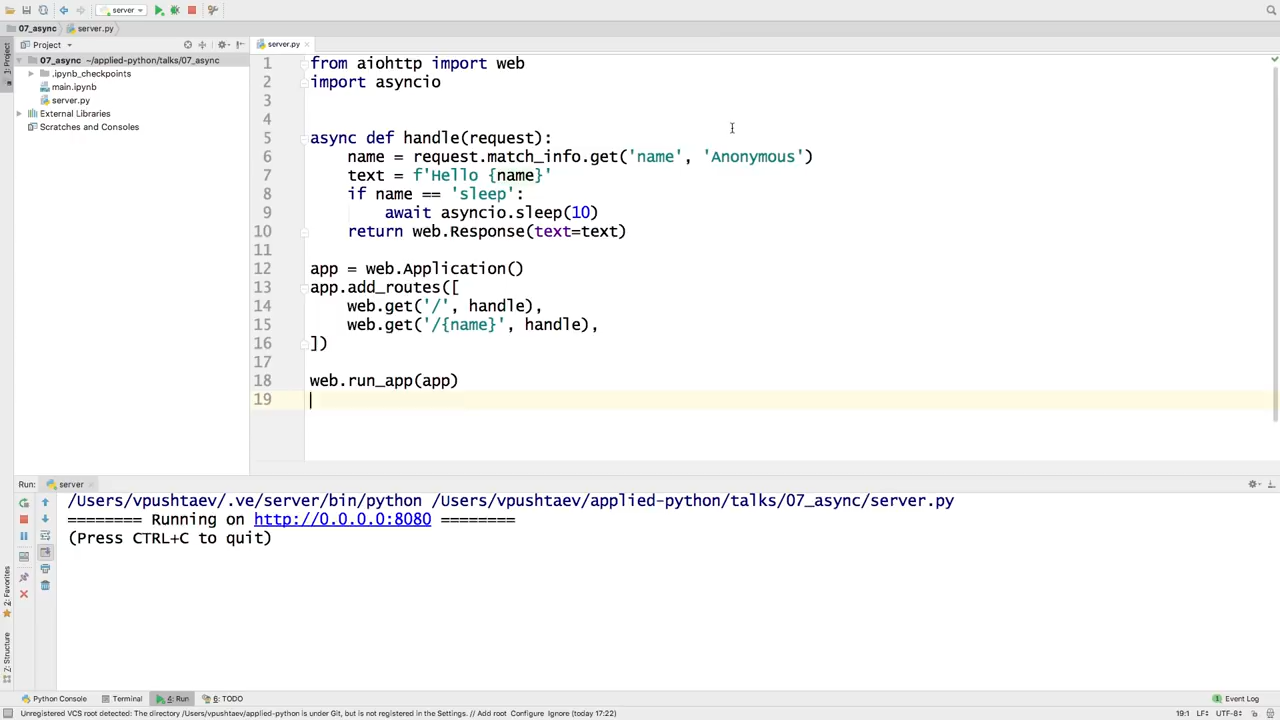 server
07_async
server.py
1: Project
Project
server.py
07_async ~/applied-python/talks/07_async
.ipynb_checkpoints
main.ipynb
server.py
External Libraries
Scratches and Consoles
1 from aiohttp import web
2 import asyncio
3
4
5 async def handle(request):
6 name = request.match_info.get('name', 'Anonymous')
7 text = f'Hello {name}'
8 if name == 'sleep':
9 await asyncio.sleep(10)
10 return web.Response(text=text)
11
12 app = web.Application()
13 app.add_routes([
14 web.get('/', handle),
15 web.get('/{name}', handle),
16 ])
17
18 web.run_app(app)
19
Run: server
/Users/vpushtaev/.ve/server/bin/python /Users/vpushtaev/applied-python/talks/07_async/server.py
======== Running on http://0.0.0.0:8080 ========
(Press CTRL+C to quit)
2: Favorites
7: Structure
Python Console
Terminal
4: Run
6: TODO
Event Log
Unregistered VCS root detected: The directory /Users/vpushtaev/applied-python is under Git, but is not registered in the Settings. // Add root Configure Ignore (today 17:22)
19:1 LF UTF-8